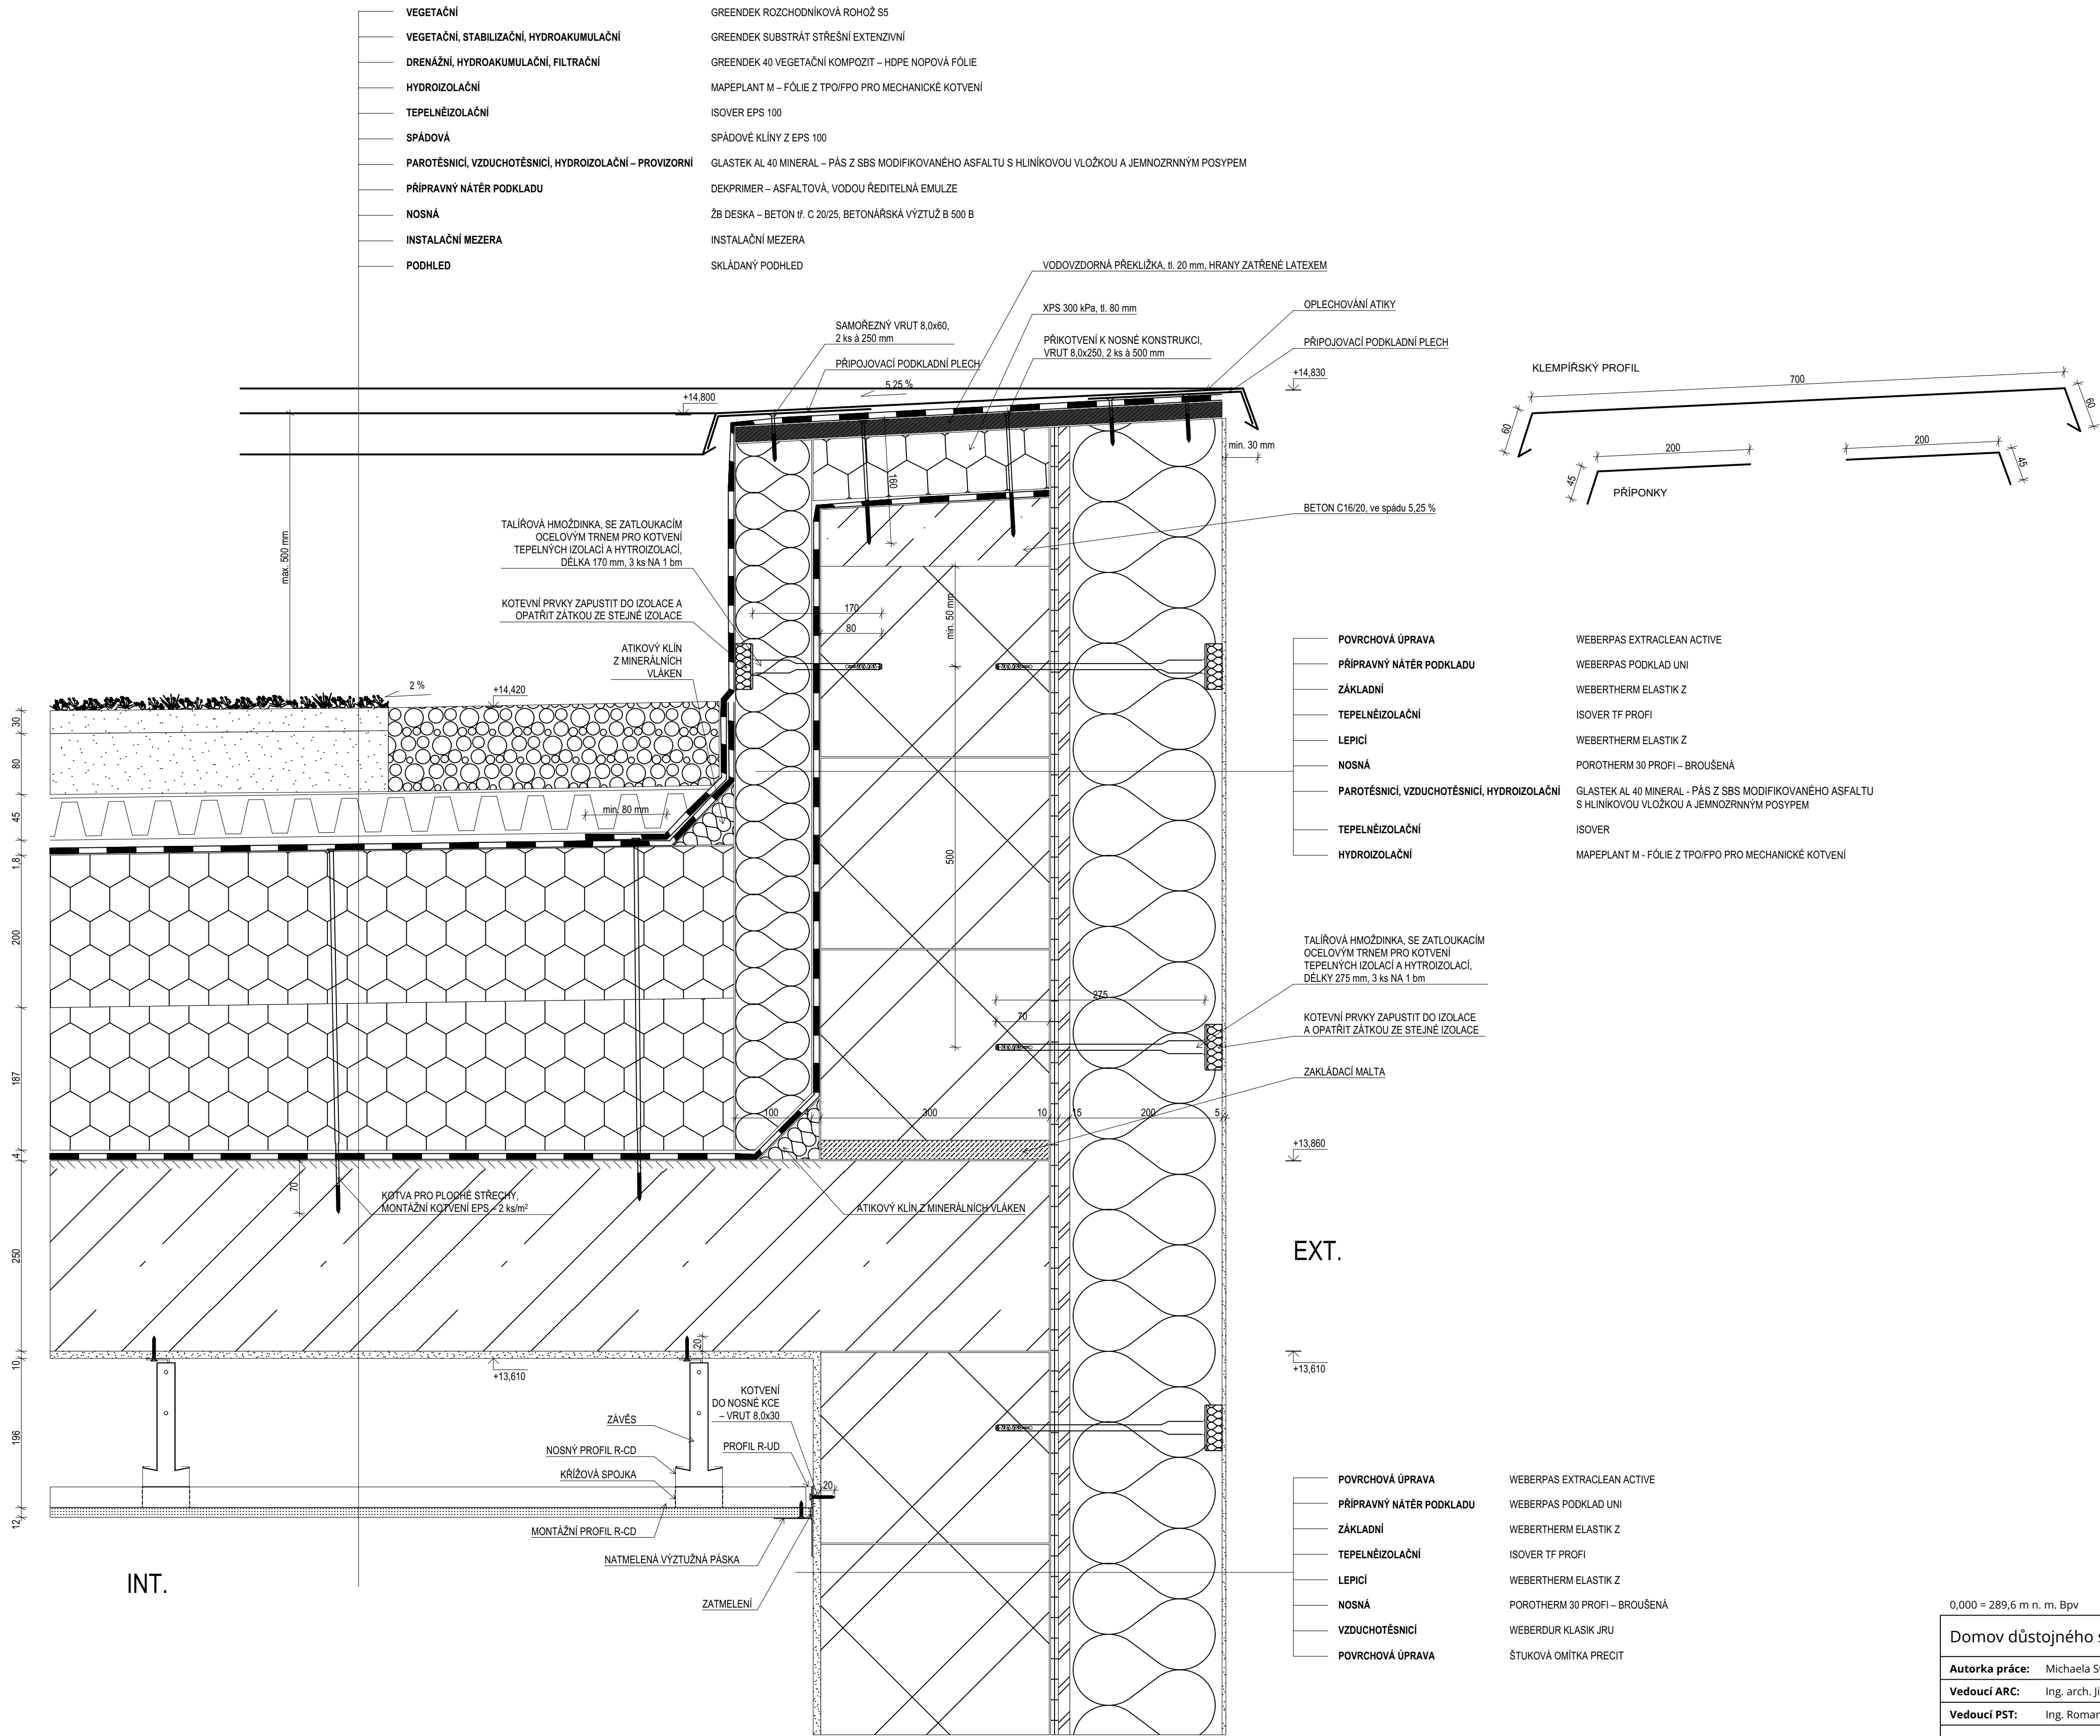 VEGETAČNÍ GREENDEK ROZCHODNÍKOVÁ ROHOŽ S5
VEGETAČNÍ, STABILIZAČNÍ, HYDROAKUMULAČNÍ GREENDEK SUBSTRÁT STŘEŠNÍ EXTENZIVNÍ
DRENÁŽNÍ, HYDROAKUMULAČNÍ, FILTRAČNÍ GREENDEK 40 VEGETAČNÍ KOMPOZIT – HDPE NOPOVÁ FÓLIE
HYDROIZOLAČNÍ MAPEPLANT M – FÓLIE Z TPO/FPO PRO MECHANICKÉ KOTVENÍ
TEPELNĚIZOLAČNÍ ISOVER EPS 100
SPÁDOVÁ SPÁDOVÉ KLÍNY Z EPS 100
PAROTĚSNICÍ, VZDUCHOTĚSNICÍ, HYDROIZOLAČNÍ – PROVIZORNÍ GLASTEK AL 40 MINERAL – PÁS Z SBS MODIFIKOVANÉHO ASFALTU S HLINÍKOVOU VLOŽKOU A JEMNOZRNNÝM POSYPEM
PŘÍPRAVNÝ NÁTĚR PODKLADU DEKPRIMER – ASFALTOVÁ, VODOU ŘEDITELNÁ EMULZE
NOSNÁ ŽB DESKA – BETON tř. C 20/25, BETONÁŘSKÁ VÝZTUŽ B 500 B
INSTALAČNÍ MEZERA INSTALAČNÍ MEZERA
PODHLED SKLÁDANÝ PODHLED
VODOVZDORNÁ PŘEKLIŽKA, tl. 20 mm, HRANY ZATŘENÉ LATEXEM
XPS 300 kPa, tl. 80 mm
PŘIKOTVENÍ K NOSNÉ KONSTRUKCI,
VRUT 8,0x250, 2 ks à 500 mm
SAMOŘEZNÝ VRUT 8,0x60,
2 ks à 250 mm
PŘIPOJOVACÍ PODKLADNÍ PLECH
5,25 %
OPLECHOVÁNÍ ATIKY
PŘIPOJOVACÍ PODKLADNÍ PLECH
+14,830
+14,800
KLEMPÍŘSKÝ PROFIL
700
60
60
200
200
45
45
PŘÍPONKY
min. 30 mm
160
BETON C16/20, ve spádu 5,25 %
max. 500 mm
TALÍŘOVÁ HMOŽDINKA, SE ZATLOUKACÍM
OCELOVÝM TRNEM PRO KOTVENÍ
TEPELNÝCH IZOLACÍ A HYTROIZOLACÍ,
DÉLKA 170 mm, 3 ks NA 1 bm
KOTEVNÍ PRVKY ZAPUSTIT DO IZOLACE A
OPATŘIT ZÁTKOU ZE STEJNÉ IZOLACE
ATIKOVÝ KLÍN
Z MINERÁLNÍCH
VLÁKEN
170
80
min. 50 mm
500
2 %
+14,420
min. 80 mm
30
80
45
1,8
200
187
4
250
10
196
12
POVRCHOVÁ ÚPRAVA WEBERPAS EXTRACLEAN ACTIVE
PŘÍPRAVNÝ NÁTĚR PODKLADU WEBERPAS PODKLAD UNI
ZÁKLADNÍ WEBERTHERM ELASTIK Z
TEPELNĚIZOLAČNÍ ISOVER TF PROFI
LEPICÍ WEBERTHERM ELASTIK Z
NOSNÁ POROTHERM 30 PROFI – BROUŠENÁ
PAROTĚSNICÍ, VZDUCHOTĚSNICÍ, HYDROIZOLAČNÍ GLASTEK AL 40 MINERAL - PÁS Z SBS MODIFIKOVANÉHO ASFALTU
S HLINÍKOVOU VLOŽKOU A JEMNOZRNNÝM POSYPEM
TEPELNĚIZOLAČNÍ ISOVER
HYDROIZOLAČNÍ MAPEPLANT M - FÓLIE Z TPO/FPO PRO MECHANICKÉ KOTVENÍ
TALÍŘOVÁ HMOŽDINKA, SE ZATLOUKACÍM
OCELOVÝM TRNEM PRO KOTVENÍ
TEPELNÝCH IZOLACÍ A HYTROIZOLACÍ,
DÉLKY 275 mm, 3 ks NA 1 bm
275
70
KOTEVNÍ PRVKY ZAPUSTIT DO IZOLACE
A OPATŘIT ZÁTKOU ZE STEJNÉ IZOLACE
ZAKLÁDACÍ MALTA
100 4 300 10 15 200 5
+13,860
70
KOTVA PRO PLOCHÉ STŘECHY,
MONTÁŽNÍ KOTVENÍ EPS – 2 ks/m²
ATIKOVÝ KLÍN Z MINERÁLNÍCH VLÁKEN
EXT.
20
+13,610
+13,610
KOTVENÍ
DO NOSNÉ KCE
– VRUT 8,0x30
ZÁVĚS
NOSNÝ PROFIL R-CD
PROFIL R-UD
KŘÍŽOVÁ SPOJKA
20
MONTÁŽNÍ PROFIL R-CD
NATMELENÁ VÝZTUŽNÁ PÁSKA
ZATMELENÍ
INT.
POVRCHOVÁ ÚPRAVA WEBERPAS EXTRACLEAN ACTIVE
PŘÍPRAVNÝ NÁTĚR PODKLADU WEBERPAS PODKLAD UNI
ZÁKLADNÍ WEBERTHERM ELASTIK Z
TEPELNĚIZOLAČNÍ ISOVER TF PROFI
LEPICÍ WEBERTHERM ELASTIK Z
NOSNÁ POROTHERM 30 PROFI – BROUŠENÁ
VZDUCHOTĚSNICÍ WEBERDUR KLASIK JRU
POVRCHOVÁ ÚPRAVA ŠTUKOVÁ OMÍTKA PRECIT
0,000 = 289,6 m n. m. Bpv
Domov důstojného
Autorka práce: Michaela
Vedoucí ARC: Ing. arch.
Vedoucí PST: Ing.